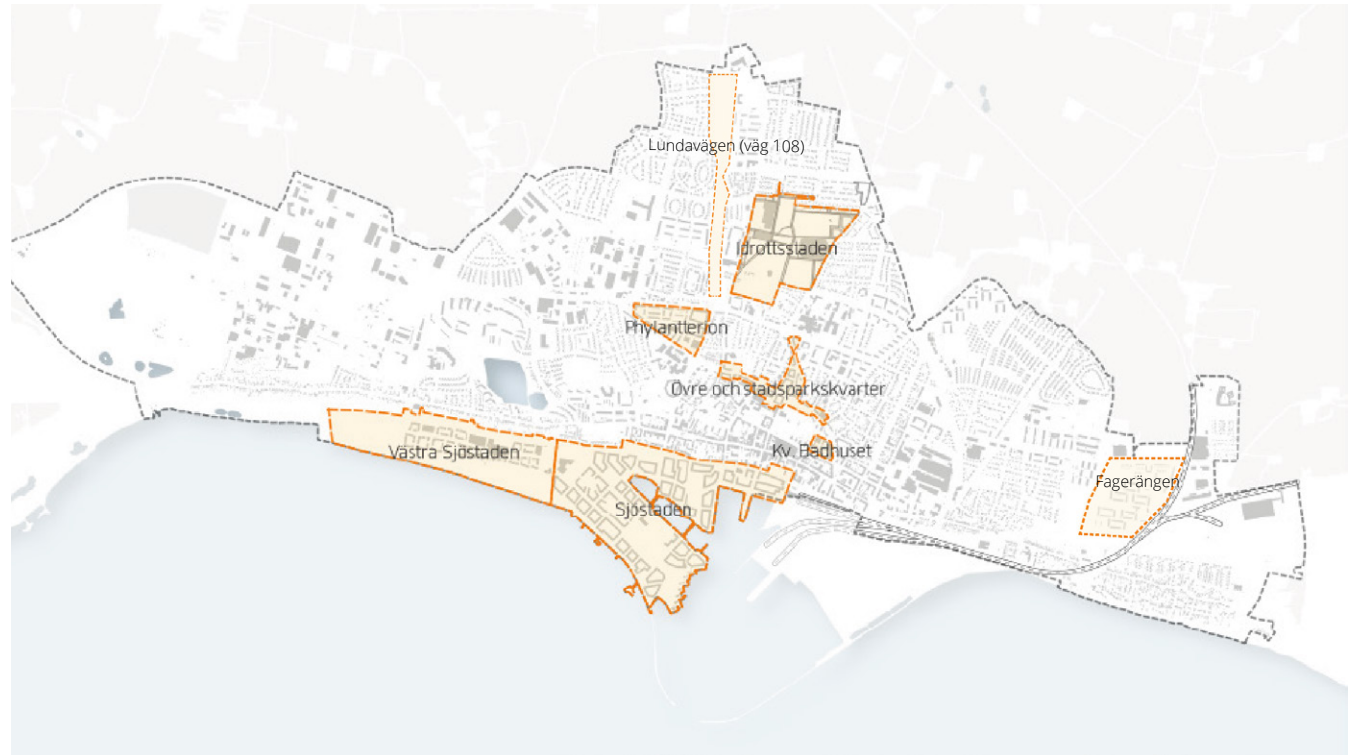 Lundavägen (väg 108)
Idrottsstaden
Phylantterion
Övre och stadsparkskvarter
Västra Sjöstaden
Kv. Badhuset
Fagerängen
Sjöstaden